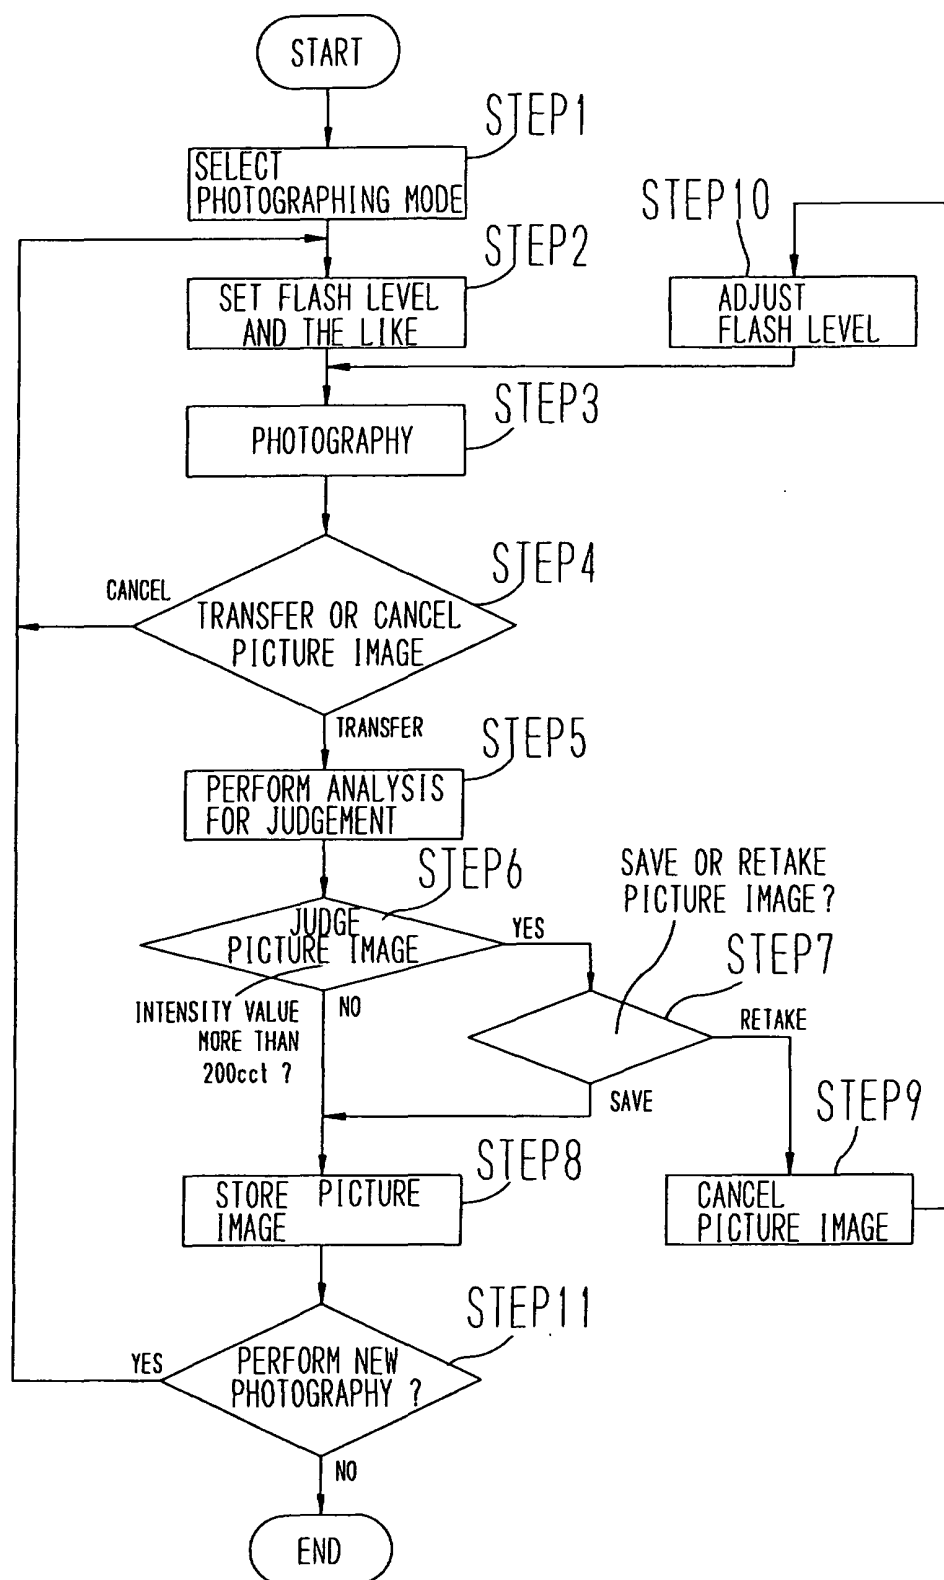 START
STEP1
SELECT
PHOTOGRAPHING MODE
STEP10
STEP2
SET FLASH LEVEL
AND THE LIKE
ADJUST
FLASH LEVEL
STEP3
PHOTOGRAPHY
STEP4
CANCEL
TRANSFER OR CANCEL
PICTURE IMAGE
TRANSFER
STEP5
PERFORM ANALYSIS
FOR JUDGEMENT
STEP6
SAVE OR RETAKE
PICTURE IMAGE?
JUDGE
PICTURE IMAGE
YES
STEP7
INTENSITY VALUE
MORE THAN
200cct ?
NO
RETAKE
SAVE
STEP9
STEP8
STORE PICTURE
IMAGE
CANCEL
PICTURE IMAGE
STEP11
YES
PERFORM NEW
PHOTOGRAPHY ?
NO
END